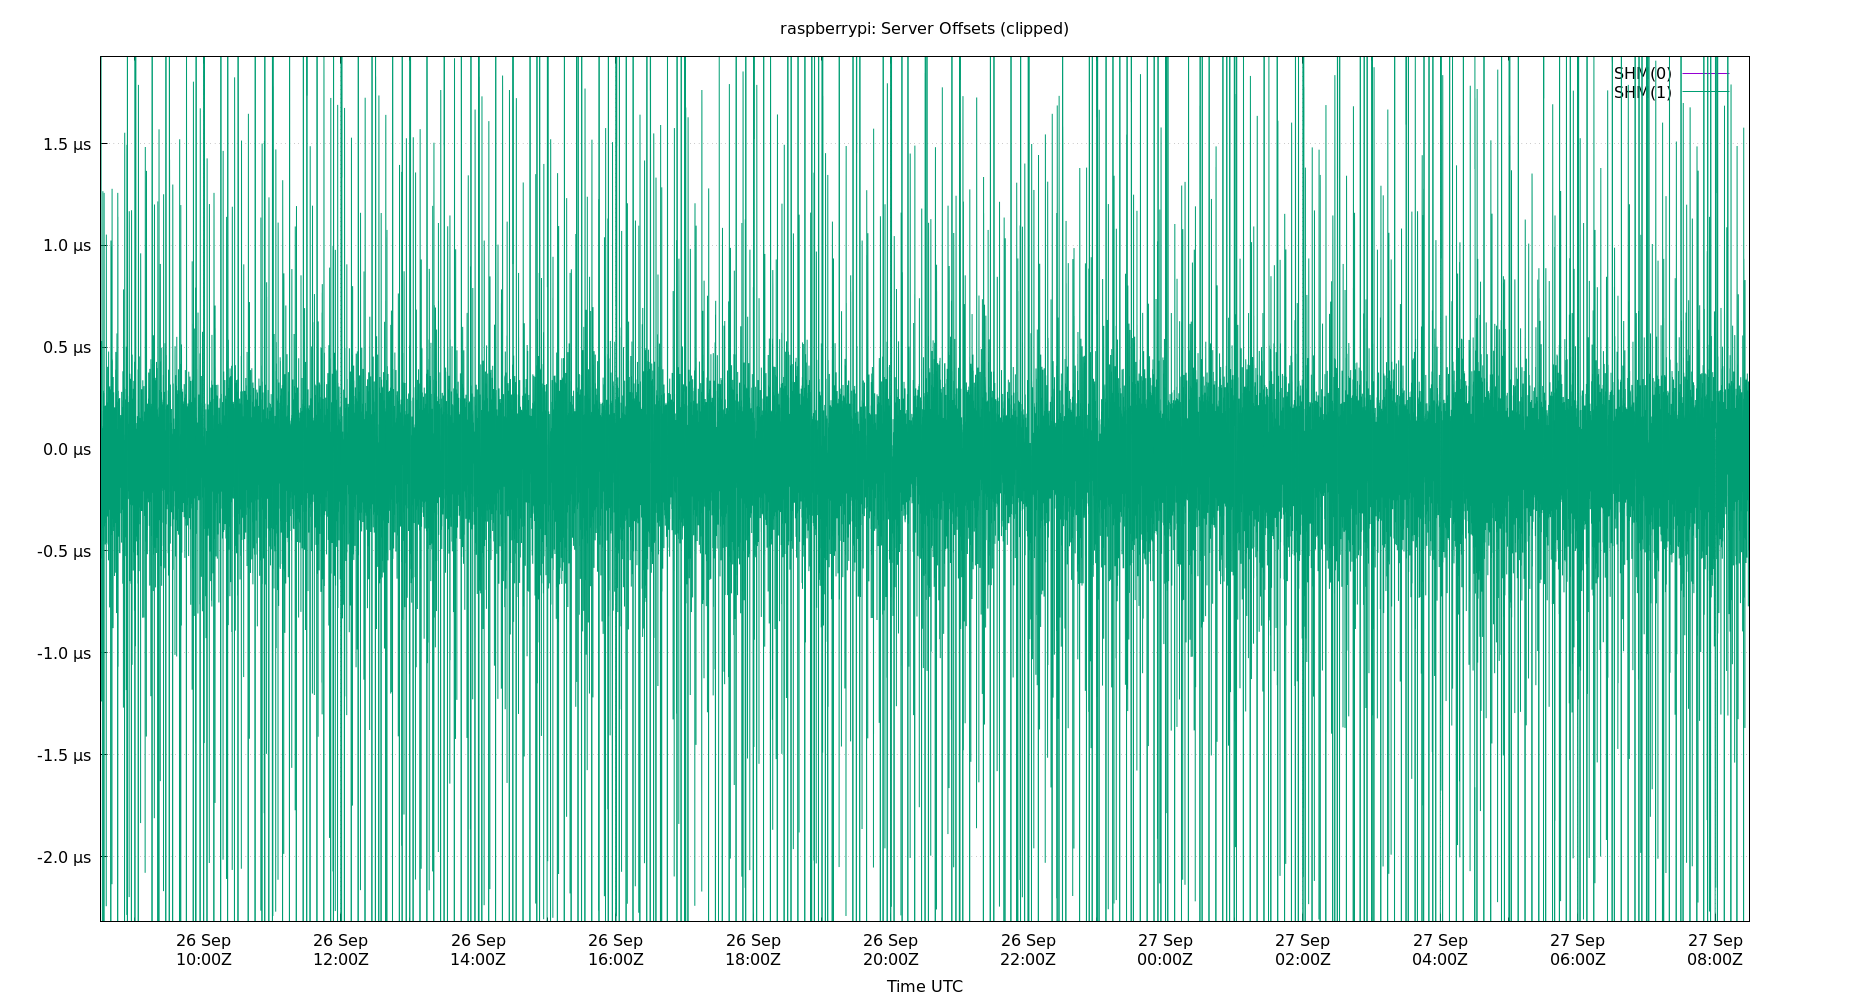 raspberrypi: Server Offsets (clipped)
SHM(0)
SHM(1)
1.5 µs
1.0 µs
0.5 µs
0.0 µs
-0.5 µs
-1.0 µs
-1.5 µs
-2.0 µs
26 Sep 26 Sep 26 Sep 26 Sep 26 Sep 26 Sep 26 Sep 27 Sep 27 Sep 27 Sep 27 Sep 27 Sep
10:00Z 12:00Z 14:00Z 16:00Z 18:00Z 20:00Z 22:00Z 00:00Z 02:00Z 04:00Z 06:00Z 08:00Z
Time UTC